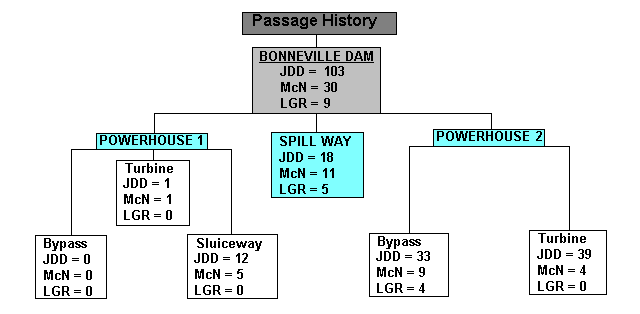 Passage History
BONNEVILLE DAM
JDD = 103
McN = 30
LGR = 9
POWERHOUSE 1
SPILL WAY
JDD = 18
McN = 11
LGR = 5
POWERHOUSE 2
Turbine
JDD = 1
McN = 1
LGR = 0
Bypass
JDD = 0
McN = 0
LGR = 0
Sluiceway
JDD = 12
McN = 5
LGR = 0
Bypass
JDD = 33
McN = 9
LGR = 4
Turbine
JDD = 39
McN = 4
LGR = 0